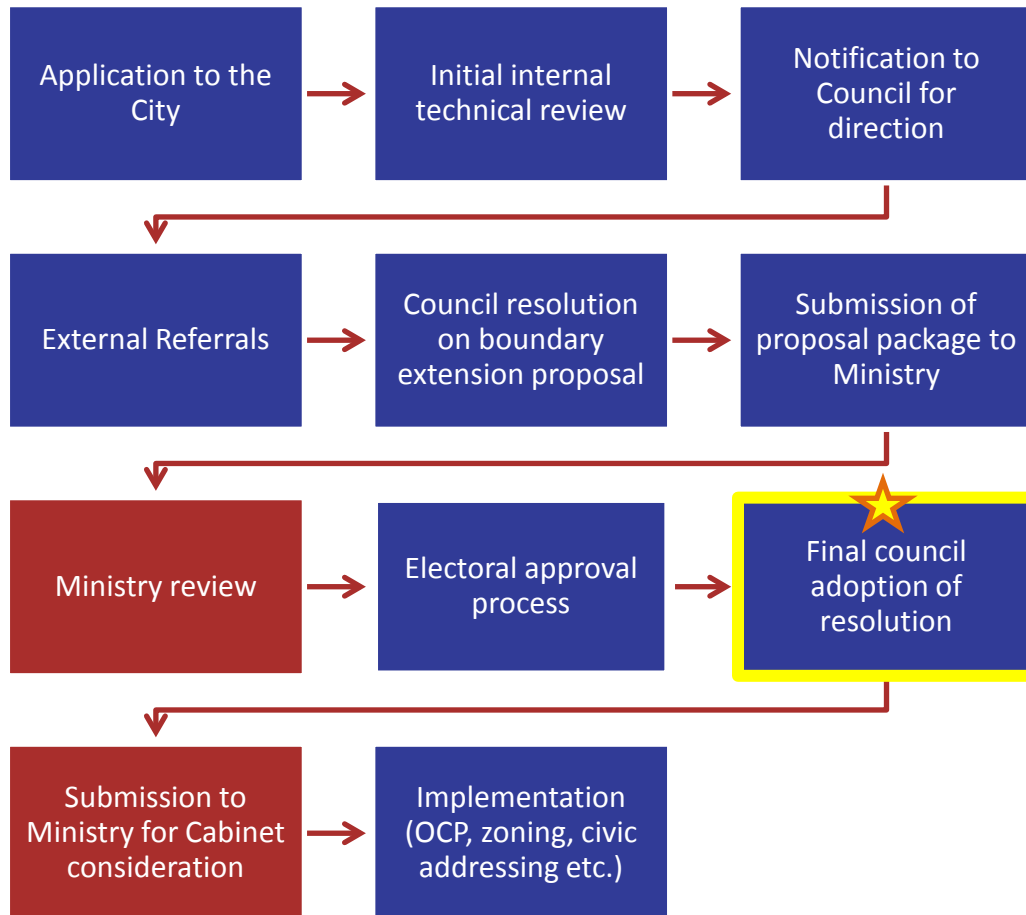 Application to the
City
Initial internal
technical review
Notification to
Council for
direction
External Referrals
Council resolution
on boundary
extension proposal
Submission of
proposal package to
Ministry
Ministry review
Electoral approval
process
Final council
adoption of
resolution
Submission to
Ministry for Cabinet
consideration
Implementation
(OCP, zoning, civic
addressing etc.)